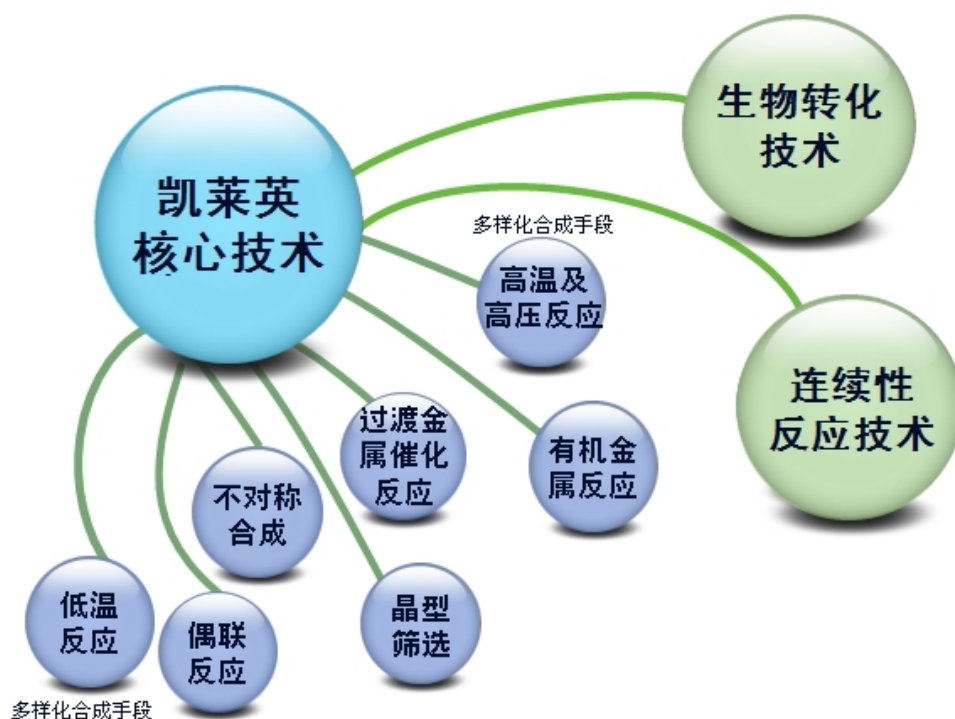 生物转化
技术
凯莱英
核心技术
多样化合成手段
高温及
高压反应
连续性
反应技术
过渡金
属催化
反应
有机金
属反应
不对称
合成
低温
反应
偶联
反应
晶型
筛选
多样化合成手段